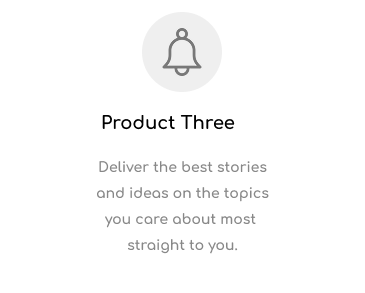 Product Three
Deliver the best stories
and ideas on the topics
you care about most
straight to you.